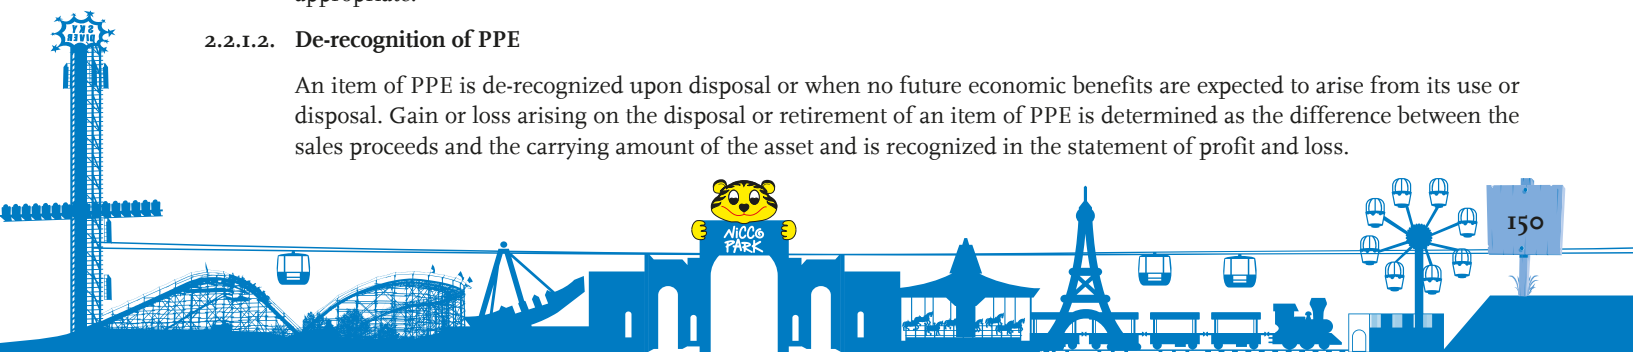 appropriate.
2.2.1.2. De-recognition of PPE
An item of PPE is de-recognized upon disposal or when no future economic benefits are expected to arise from its use or
disposal. Gain or loss arising on the disposal or retirement of an item of PPE is determined as the difference between the
sales proceeds and the carrying amount of the asset and is recognized in the statement of profit and loss.
SKY
DIVER
NICCO
PARK
150